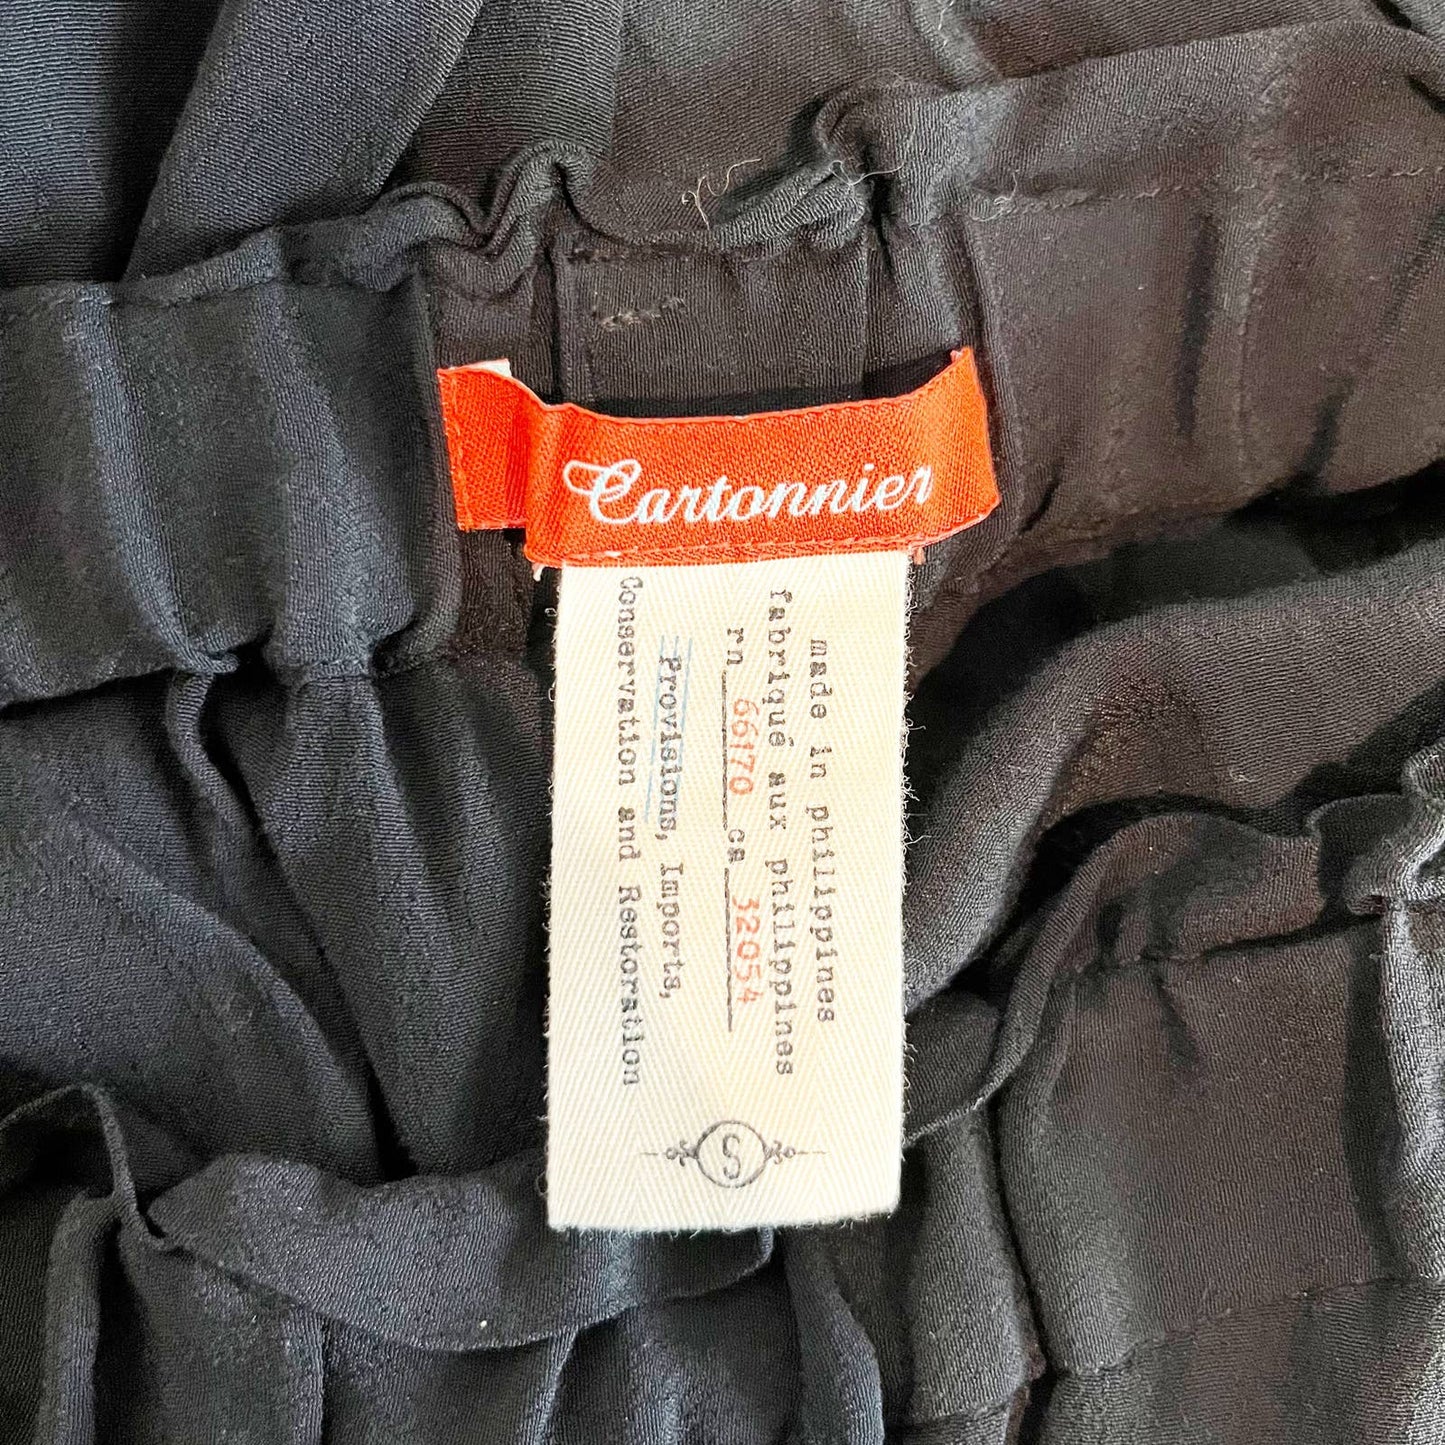 Cartonnier
made in philippines
fabriqué aux philippines
rn 66170 ca 32054
Provisions, Imports,
Conservation and Restoration
S